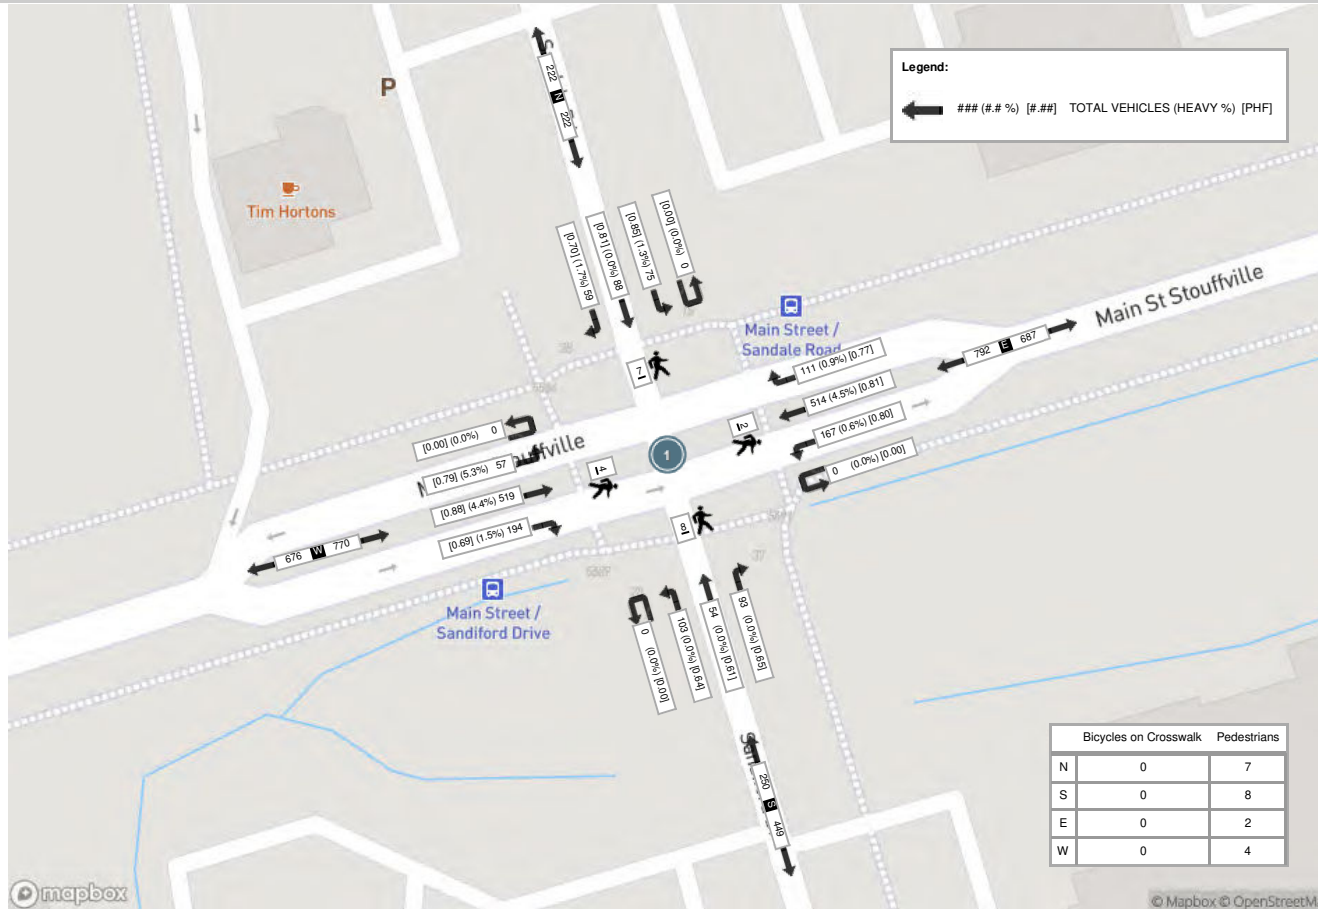 Legend:
### (#.# %) [#.##] TOTAL VEHICLES (HEAVY %) [PHF]
P
Tim Hortons
222 N 222
[0.70] (1.7%) 59
[0.81] (0.0%) 88
[0.85] (1.3%) 75
[0.00] (0.0%) 0
Main St Stouffville
Main Street /
Sandale Road
792 E 687
7
111 (0.9%) [0.77]
514 (4.5%) [0.81]
167 (0.6%) [0.80]
0 (0.0%) [0.00]
2
1
4
[0.00] (0.0%) 0
[0.79] (5.3%) 57
[0.88] (4.4%) 519
[0.69] (1.5%) 194
676 W 770
8
37
Main Street /
Sandiford Drive
0 (0.0%) [0.00]
103 (0.0%) [0.64]
54 (0.0%) [0.61]
93 (0.0%) [0.65]
250 S 449
Bicycles on Crosswalk Pedestrians
N 0 7
S 0 8
E 0 2
W 0 4
mapbox
© Mapbox © OpenStreetM